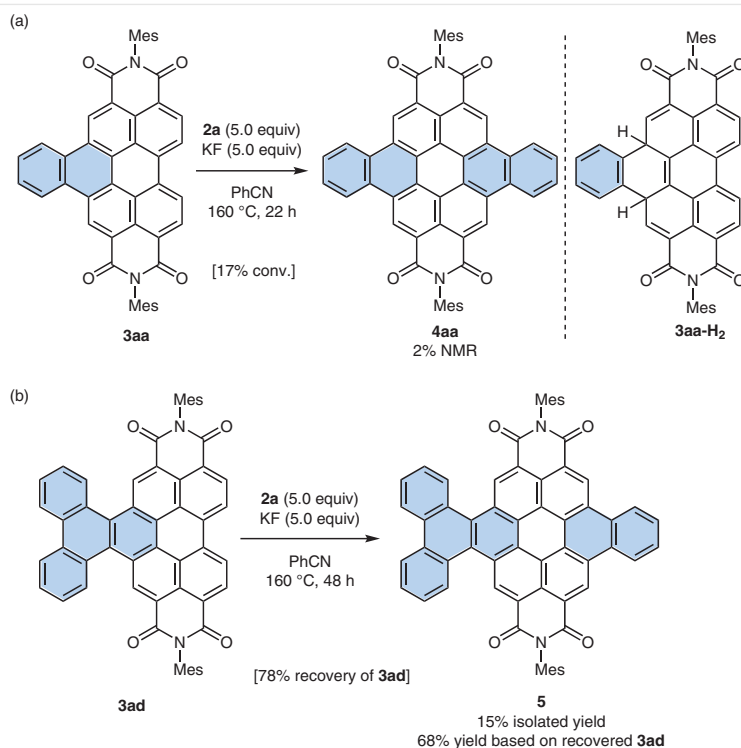 (a)
Mes
O
N
O
O
N
O
Mes
3aa
2a (5.0 equiv)
KF (5.0 equiv)
PhCN
160 °C, 22 h
[17% conv.]
Mes
O
N
O
O
N
O
Mes
4aa
2% NMR
Mes
O
N
O
H
H
O
N
O
Mes
3aa-H₂
(b)
Mes
O
N
O
O
N
O
Mes
3ad
2a (5.0 equiv)
KF (5.0 equiv)
PhCN
160 °C, 48 h
[78% recovery of 3ad]
Mes
O
N
O
O
N
O
Mes
5
15% isolated yield
68% yield based on recovered 3ad